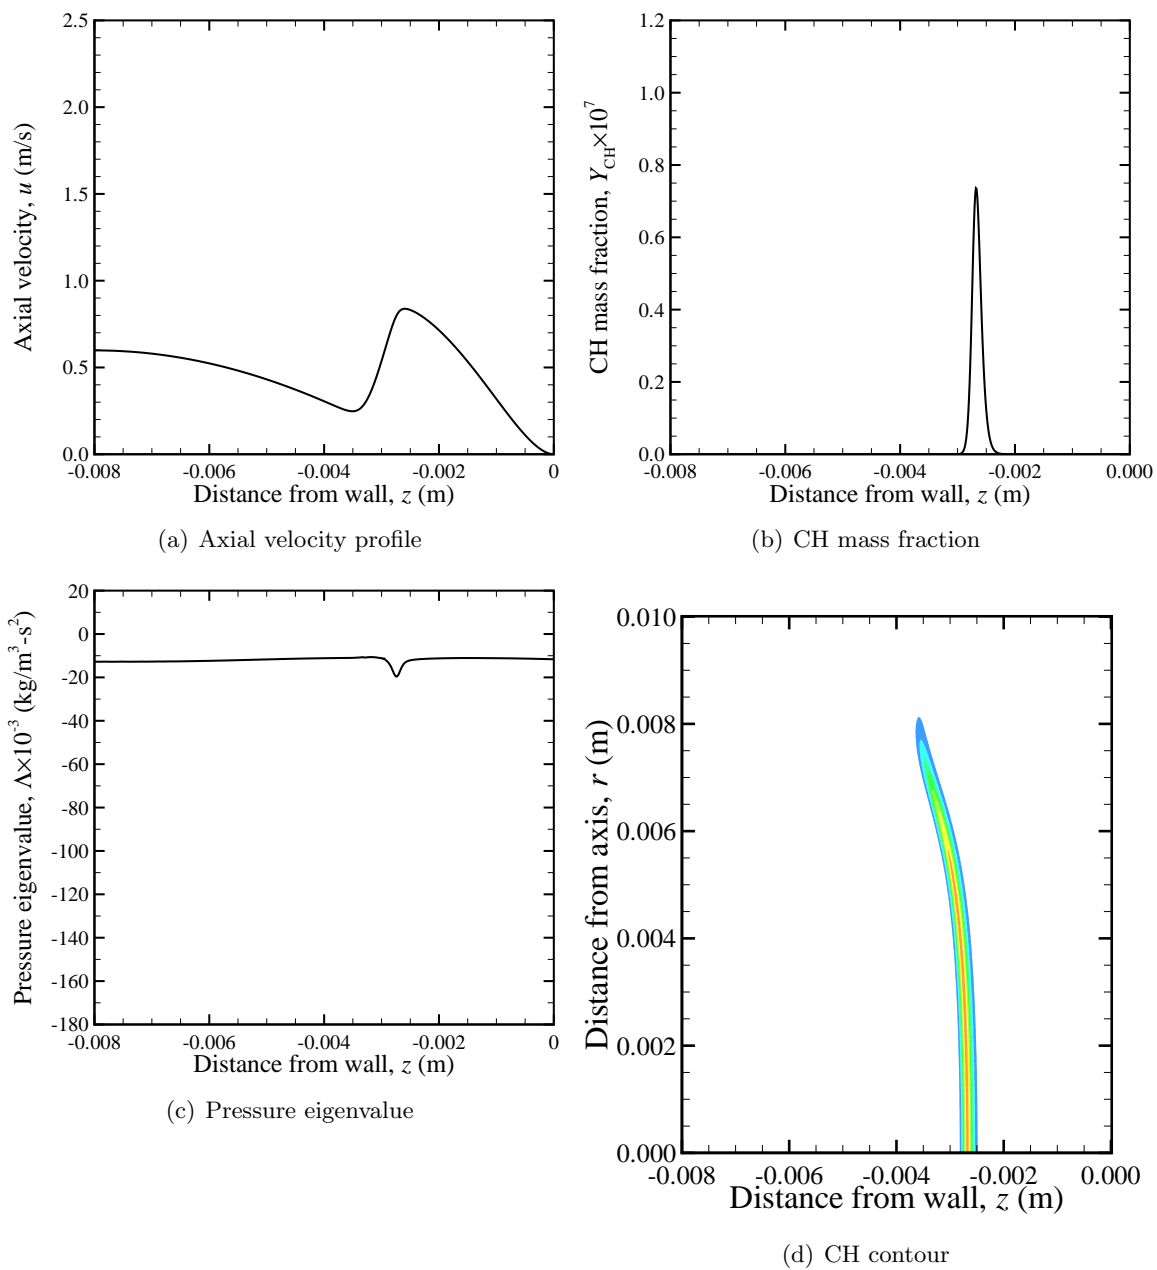 2.5
2.0
1.5
1.0
0.5
0.0
Axial velocity, u (m/s)
-0.008 -0.006 -0.004 -0.002 0
Distance from wall, z (m)
(a) Axial velocity profile
1.2
1.0
0.8
0.6
0.4
0.2
0.0
CH mass fraction, Y_CH×10^7
-0.008 -0.006 -0.004 -0.002 0.000
Distance from wall, z (m)
(b) CH mass fraction
20
0
-20
-40
-60
-80
-100
-120
-140
-160
-180
Pressure eigenvalue, Λ×10^-3 (kg/m^3-s^2)
-0.008 -0.006 -0.004 -0.002 0
Distance from wall, z (m)
(c) Pressure eigenvalue
0.010
0.008
0.006
0.004
0.002
0.000
Distance from axis, r (m)
-0.008 -0.006 -0.004 -0.002 0.000
Distance from wall, z (m)
(d) CH contour